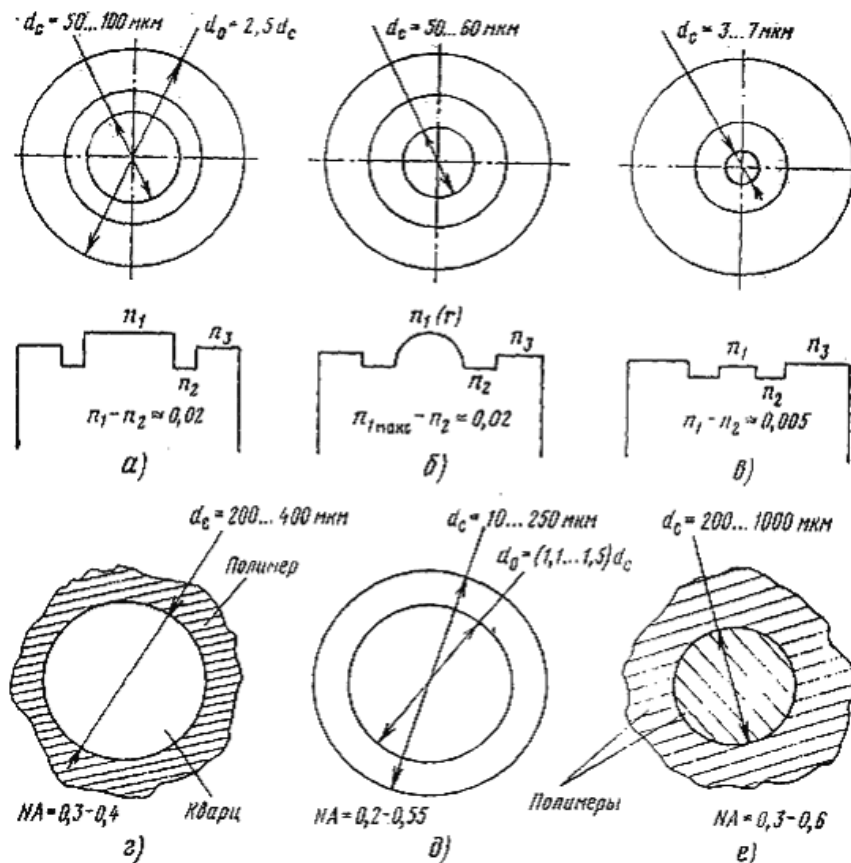 d_c = 50...100 мкм
d_o = 2,5 d_c
n_1
n_3
n_2
n_1 - n_2 ≈ 0,02
а)
d_c = 50...60 мкм
n_1 (r)
n_3
n_2
n_1макс - n_2 ≈ 0,02
б)
d_c = 3...7 мкм
n_1
n_3
n_2
n_1 - n_2 ≈ 0,005
в)
d_c = 200... 400 мкм
Полимер
Кварц
NA = 0,3-0,4
г)
d_c = 10... 250 мкм
d_o = (1,1...1,5) d_c
NA = 0,2-0,55
д)
d_c = 200... 1000 мкм
Полимеры
NA = 0,3-0,6
е)